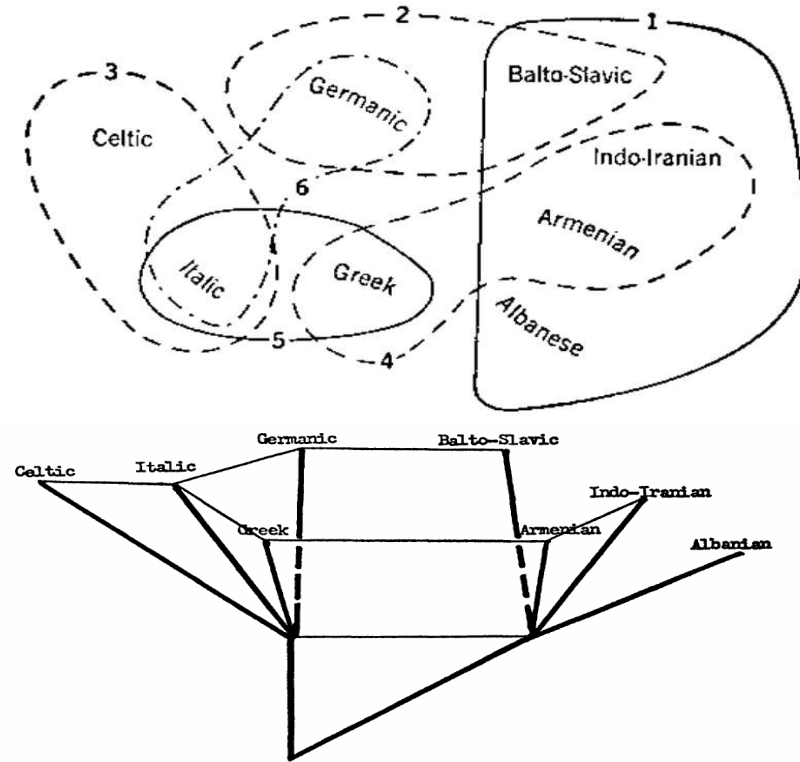 2
1
3
Germanic
Balto-Slavic
Celtic
Indo-Iranian
6
Armenian
Italic
Greek
Albanese
5
4
Germanic
Balto-Slavic
Celtic
Italic
Indo-Iranian
Greek
Armenian
Albanian